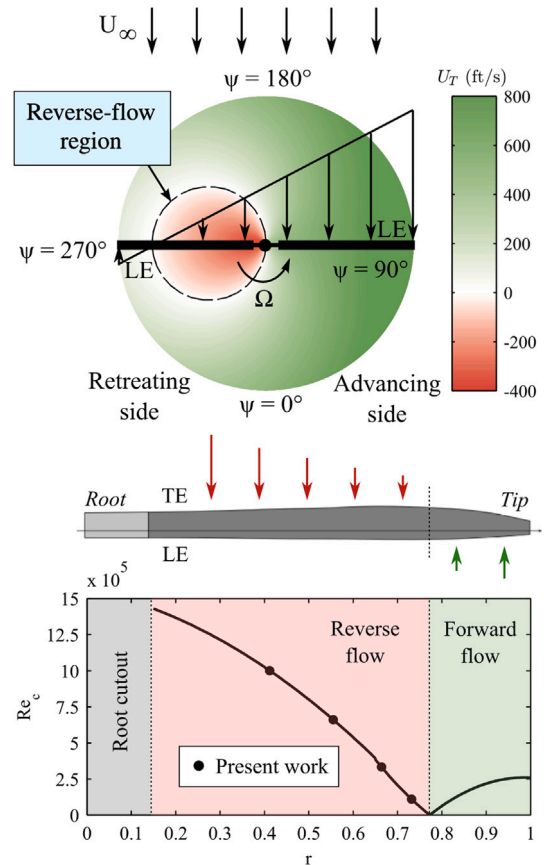 U∞
U_T (ft/s)
ψ = 180°
800
Reverse-flow
region
600
400
LE
200
ψ = 270°
LE
ψ = 90°
0
Ω
-200
Retreating
side
Advancing
side
ψ = 0°
-400
Root
TE
Tip
LE
x 10⁵
15
12.5
10
7.5
5
2.5
0
Re_c
Root cutout
Reverse
flow
Forward
flow
Present work
0 0.1 0.2 0.3 0.4 0.5 0.6 0.7 0.8 0.9 1
r